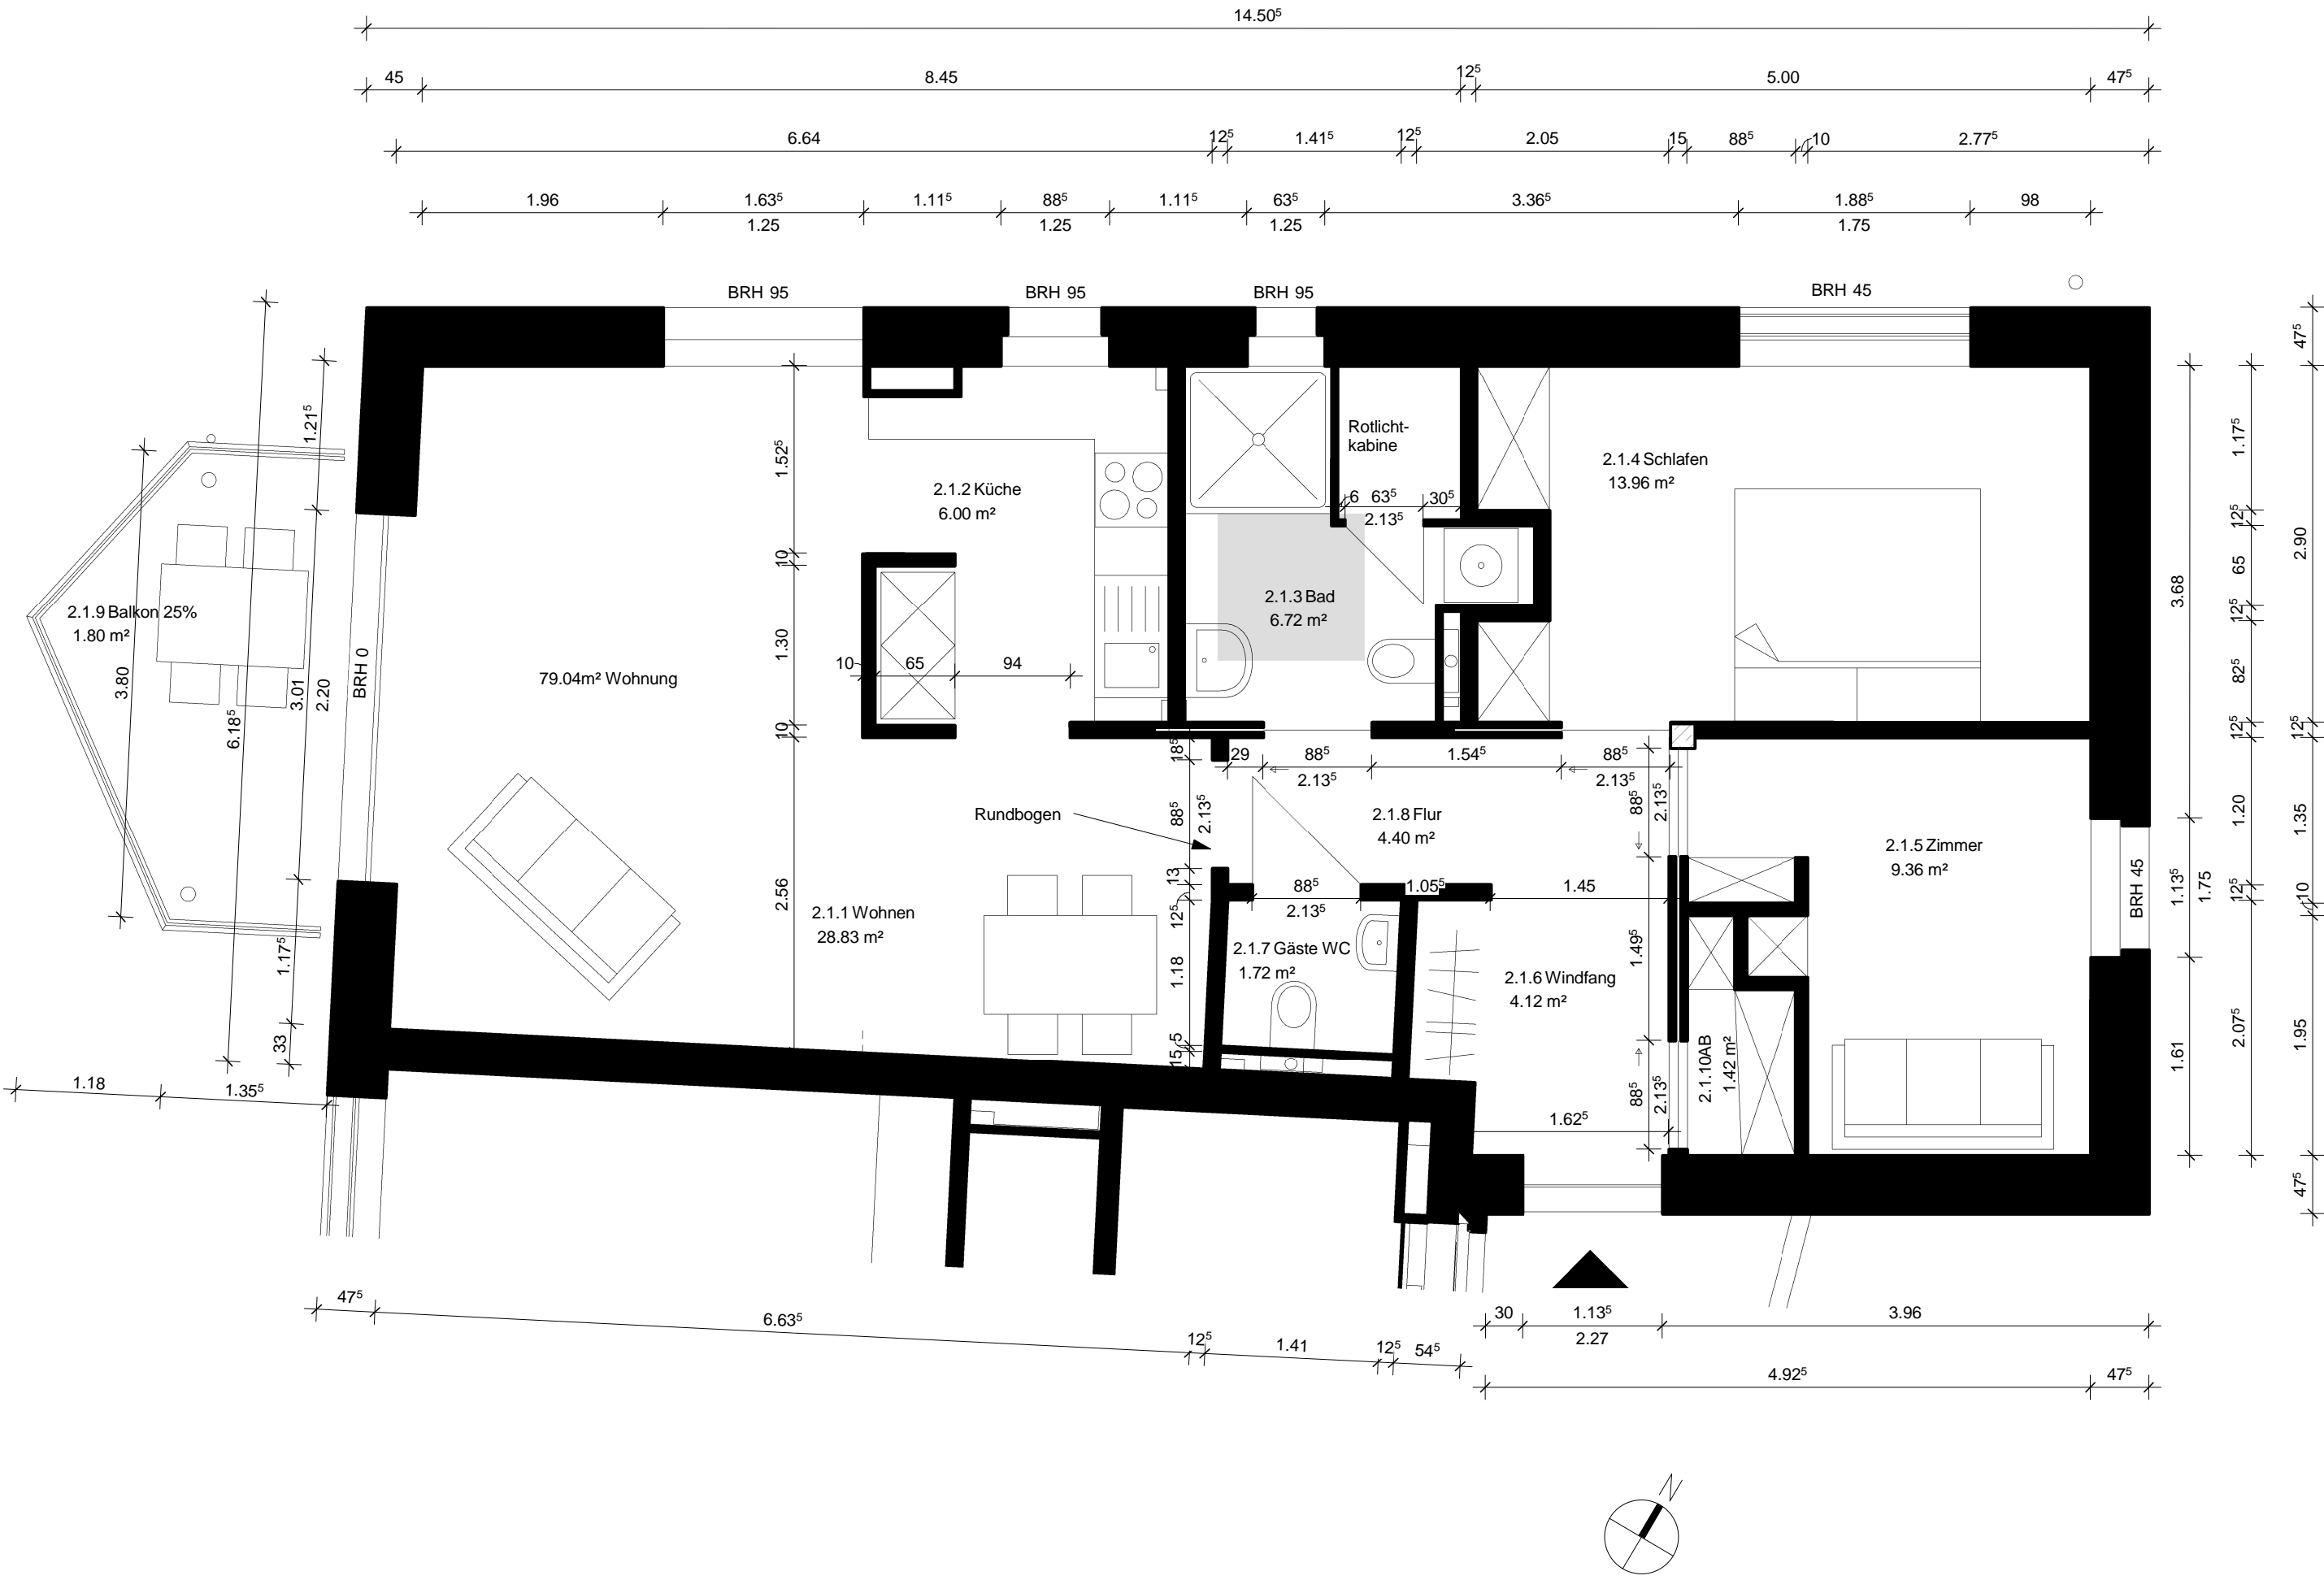 14.50⁵
45 8.45 12⁵ 5.00 47⁵
6.64 12⁵ 1.41⁵ 12⁵ 2.05 15 88⁵ 10 2.77⁵
1.96 1.63⁵ 1.11⁵ 88⁵ 1.11⁵ 63⁵ 3.36⁵ 1.88⁵ 98
1.25 1.25 1.25 1.75
BRH 95 BRH 95 BRH 95 BRH 45
Rotlicht-
kabine
2.1.4 Schlafen
13.96 m²
2.1.2 Küche
6.00 m²
6 63⁵ 30⁵
2.13⁵
2.1.3 Bad
6.72 m²
2.1.9 Balkon 25%
1.80 m²
79.04m² Wohnung
10 65 94
BRH 0
3.80
6.18⁵
1.21⁵
3.01
2.20
1.17⁵
33
1.18 1.35⁵
1.52⁵
10
1.30
10
2.56
29 88⁵ 1.54⁵ 88⁵
2.13⁵ 2.13⁵
Rundbogen
2.1.8 Flur
4.40 m²
18⁵
88⁵
2.13⁵
13
12⁵
1.18
5
15
88⁵ 1.05⁵ 1.45
2.13⁵
2.1.1 Wohnen
28.83 m²
2.1.7 Gäste WC
1.72 m²
2.1.6 Windfang
4.12 m²
2.1.5 Zimmer
9.36 m²
88⁵
2.13⁵
1.49⁵
88⁵
2.13⁵
1.62⁵
2.1.10AB
1.42 m²
BRH 45
3.68
1.13⁵
1.75
1.61
1.17⁵
12⁵
65
12⁵
82⁵
12⁵
1.20
12⁵
2.07⁵
47⁵
2.90
12⁵
1.35
10
1.95
47⁵
47⁵ 6.63⁵ 12⁵ 1.41 12⁵ 54⁵
30 1.13⁵ 3.96
2.27
4.92⁵ 47⁵
N